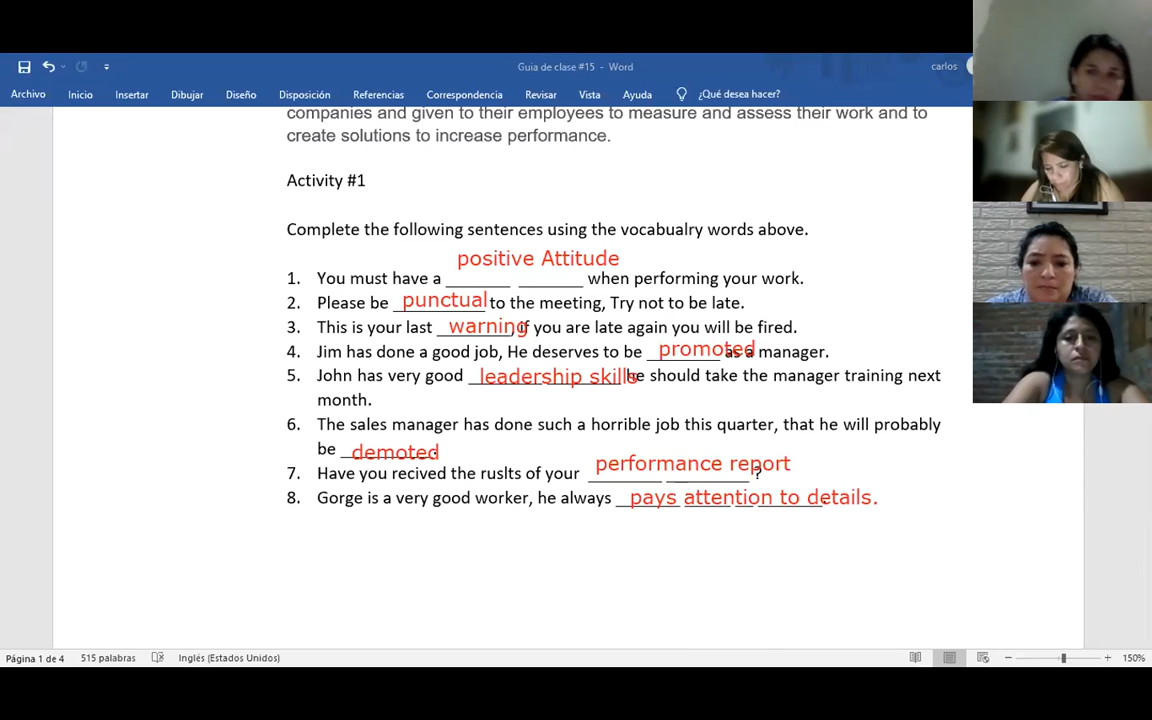 Guia de clase #15 - Word
carlos
Archivo Inicio Insertar Dibujar Diseño Disposición Referencias Correspondencia Revisar Vista Ayuda ¿Qué desea hacer?
companies and given to their employees to measure and assess their work and to
create solutions to increase performance.
Activity #1
Complete the following sentences using the vocabualry words above.
positive Attitude
1. You must have a ______ ______ when performing your work.
2. Please be punctual to the meeting, Try not to be late.
3. This is your last warning, if you are late again you will be fired.
4. Jim has done a good job, He deserves to be promoted as a manager.
5. John has very good leadership skills he should take the manager training next
month.
6. The sales manager has done such a horrible job this quarter, that he will probably
be demoted.
7. Have you recived the ruslts of your performance report ?
8. Gorge is a very good worker, he always pays attention to details.
Página 1 de 4 515 palabras Inglés (Estados Unidos) 150%